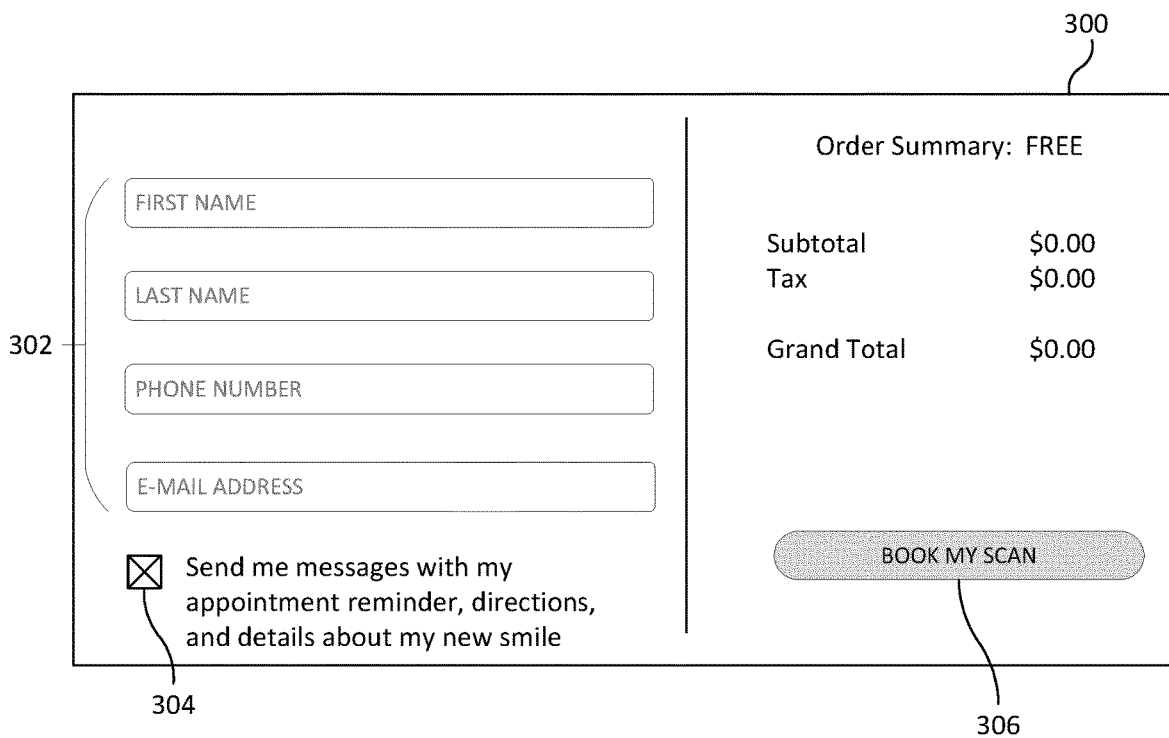 300
Order Summary: FREE
FIRST NAME
Subtotal $0.00
LAST NAME
Tax $0.00
302
Grand Total $0.00
PHONE NUMBER
E-MAIL ADDRESS
BOOK MY SCAN
Send me messages with my
appointment reminder, directions,
and details about my new smile
304
306